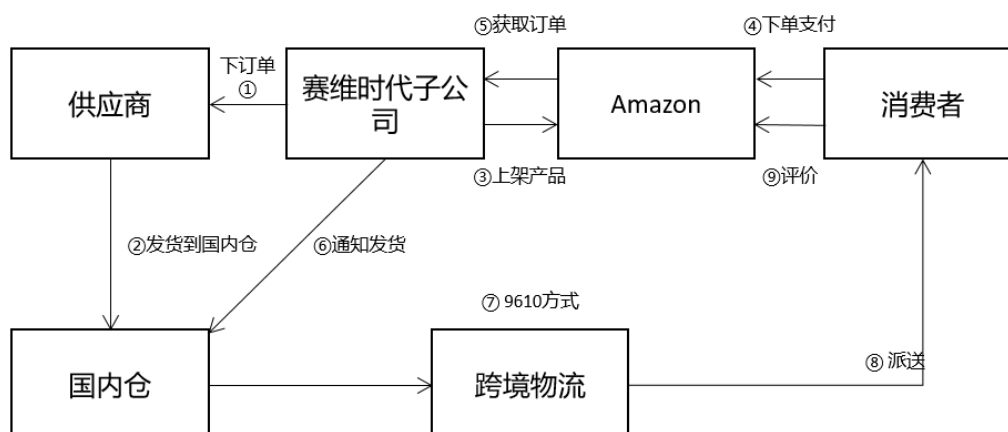 ⑤获取订单
④下单支付
下订单
①
供应商
赛维时代子公
司
Amazon
消费者
③上架产品
⑨评价
②发货到国内仓
⑥通知发货
⑦ 9610方式
国内仓
跨境物流
⑧ 派送